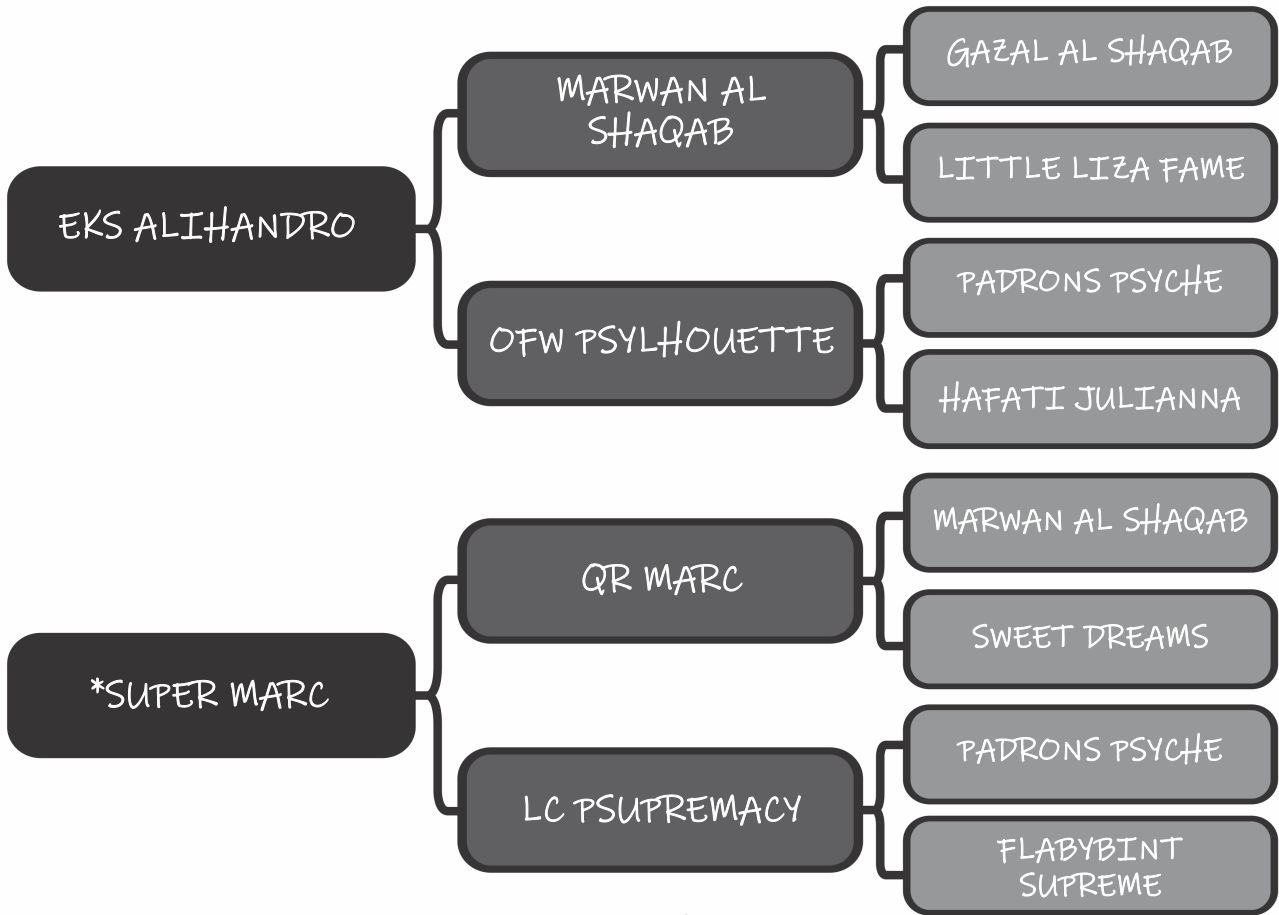 EKS ALIHANDRO
MARWAN AL
SHAQAB
GAZAL AL SHAQAB
LITTLE LIZA FAME
OFW PSYLHOUETTE
PADRONS PSYCHE
HAFATI JULIANNA
*SUPER MARC
QR MARC
MARWAN AL SHAQAB
SWEET DREAMS
LC PSUPREMACY
PADRONS PSYCHE
FLABYBINT
SUPREME